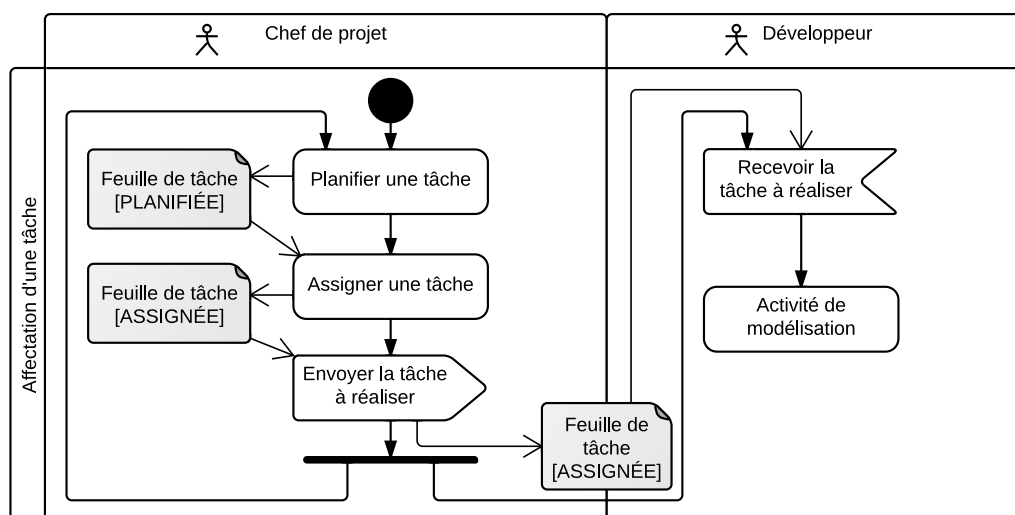 Chef de projet
Développeur
Affectation d'une tâche
Feuille de tâche
[PLANIFIÉE]
Planifier une tâche
Recevoir la
tâche à réaliser
Feuille de tâche
[ASSIGNÉE]
Assigner une tâche
Activité de
modélisation
Envoyer la tâche
à réaliser
Feuille de
tâche
[ASSIGNÉE]